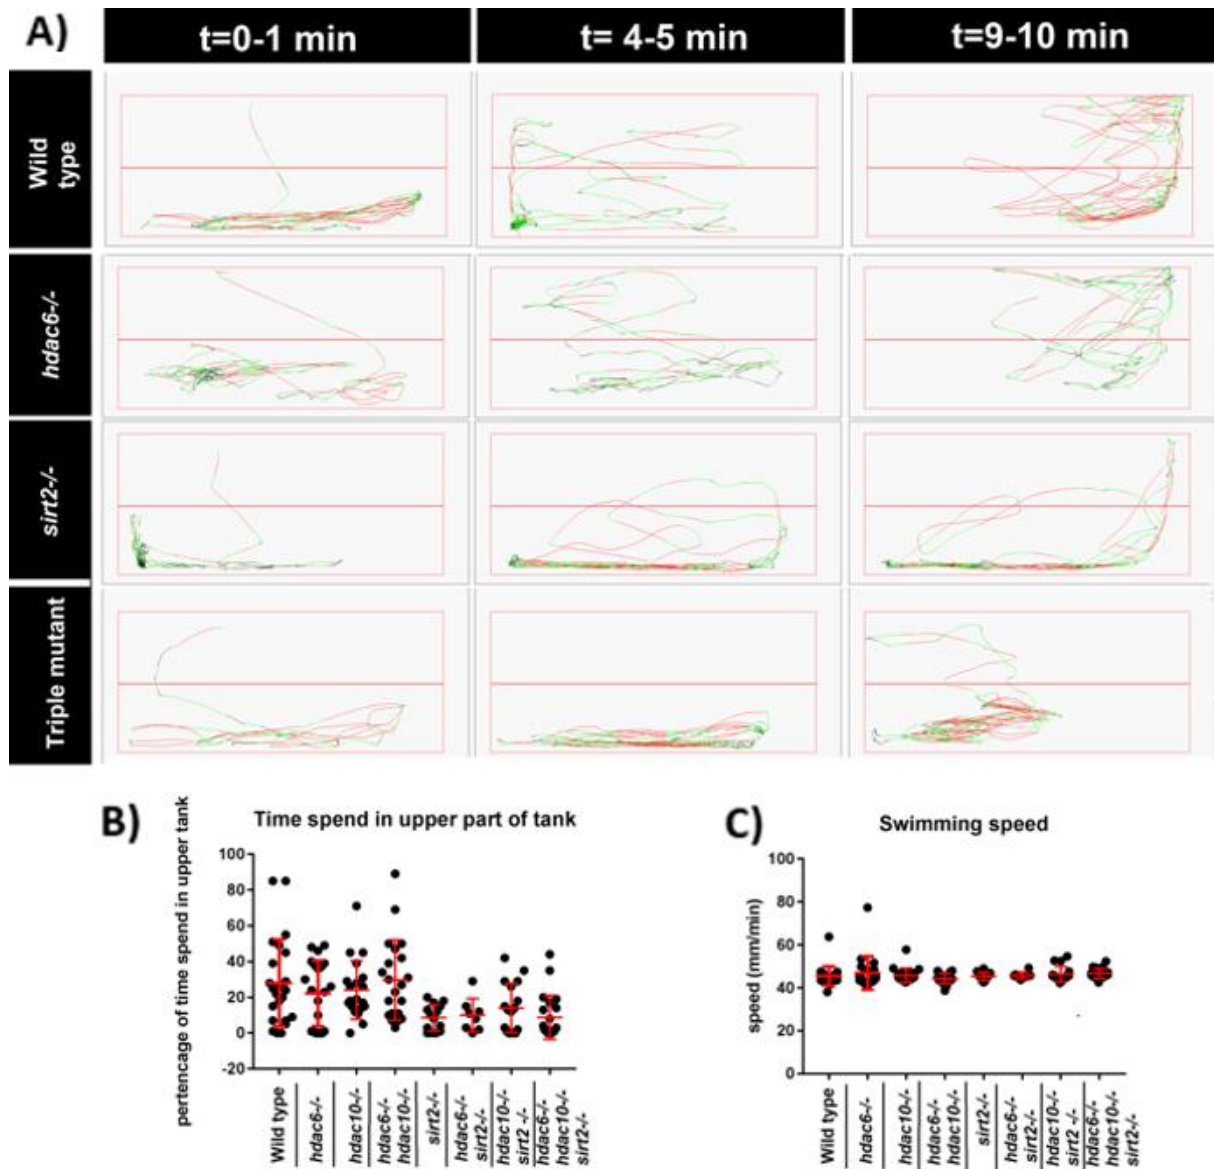 A)
t=0-1 min
t= 4-5 min
t=9-10 min
Wild
type
hdac6-/-
sirt2-/-
Triple mutant
B)
Time spend in upper part of tank
pertencage of time spend in upper tank
100
80
60
40
20
0
-20
Wild type
hdac6-/-
hdac10-/-
hdac6-/-
hdac10-/-
sirt2-/-
hdac6-/-
sirt2-/-
hdac10-/-
sirt2 -/-
hdac6-/-
hdac10-/-
sirt2-/-
C)
Swimming speed
speed (mm/min)
100
80
60
40
20
0
Wild type
hdac6-/-
hdac10-/-
hdac6-/-
hdac10-/-
sirt2-/-
hdac6-/-
sirt2-/-
hdac10-/-
sirt2 -/-
hdac6-/-
hdac10-/-
sirt2-/-